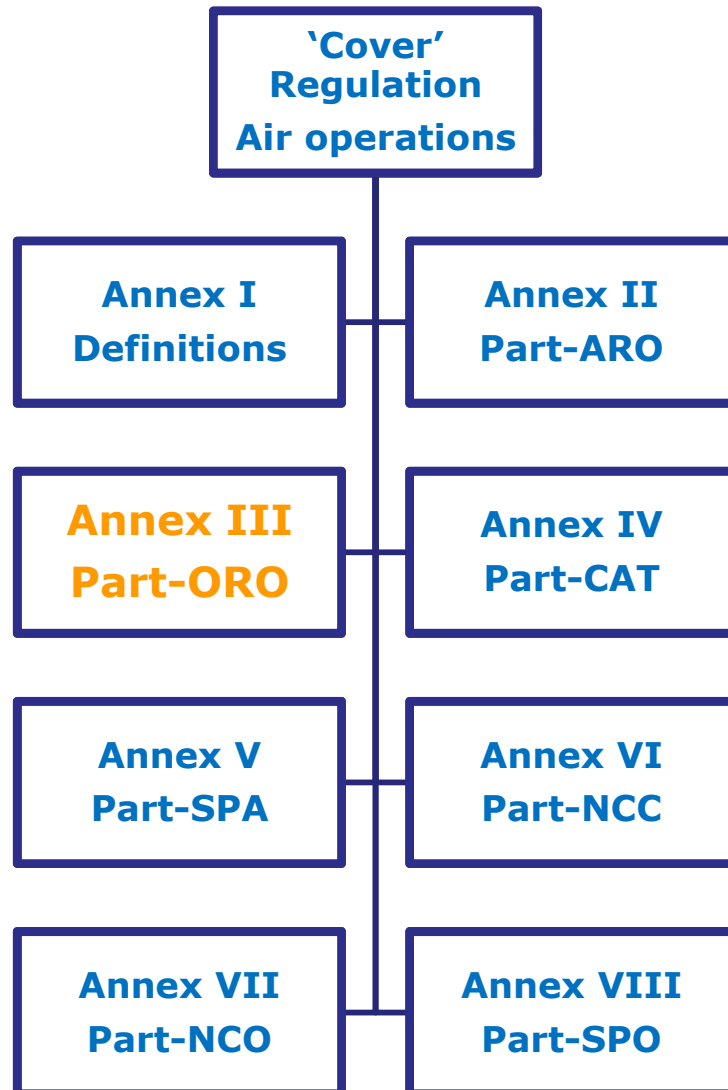 ‘Cover’
Regulation
Air operations
Annex I
Definitions
Annex II
Part-ARO
Annex III
Part-ORO
Annex IV
Part-CAT
Annex V
Part-SPA
Annex VI
Part-NCC
Annex VII
Part-NCO
Annex VIII
Part-SPO